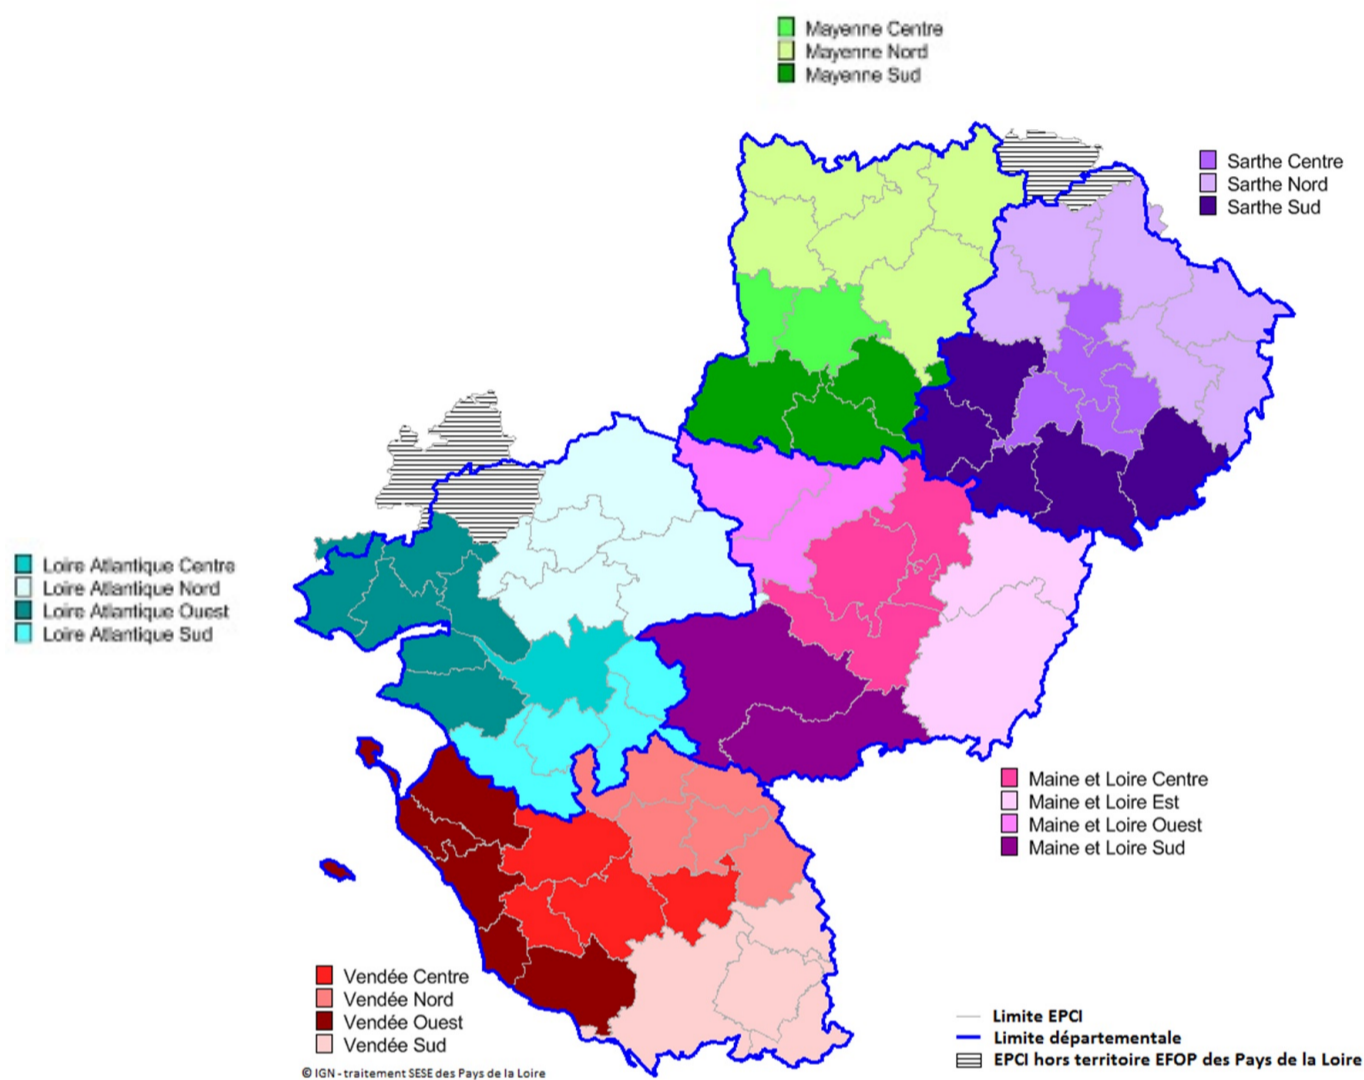 Mayenne Centre
Mayenne Nord
Mayenne Sud
Sarthe Centre
Sarthe Nord
Sarthe Sud
Loire Atlantique Centre
Loire Atlantique Nord
Loire Atlantique Ouest
Loire Atlantique Sud
Maine et Loire Centre
Maine et Loire Est
Maine et Loire Ouest
Maine et Loire Sud
Vendée Centre
Vendée Nord
Vendée Ouest
Vendée Sud
Limite EPCI
Limite départementale
EPCI hors territoire EFOP des Pays de la Loire
© IGN - traitement SESE des Pays de la Loire